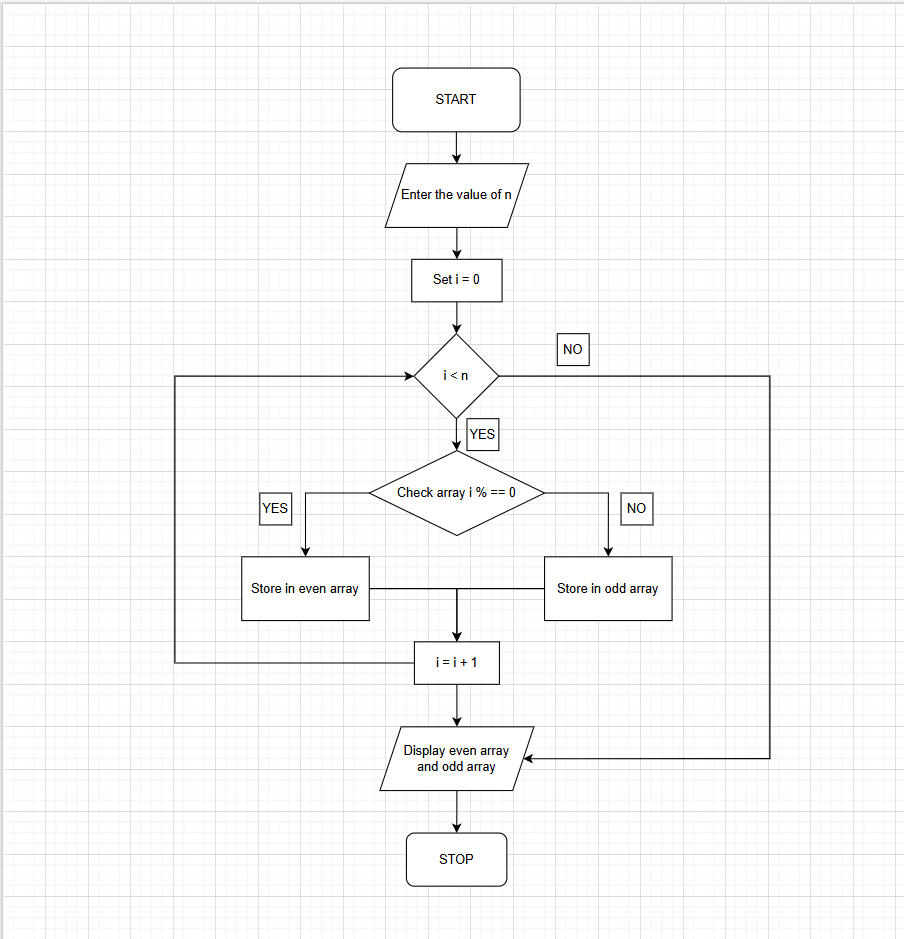 START
Enter the value of n
Set i = 0
NO
i < n
YES
Check array i % == 0
YES
NO
Store in even array
Store in odd array
i = i + 1
Display even array
and odd array
STOP